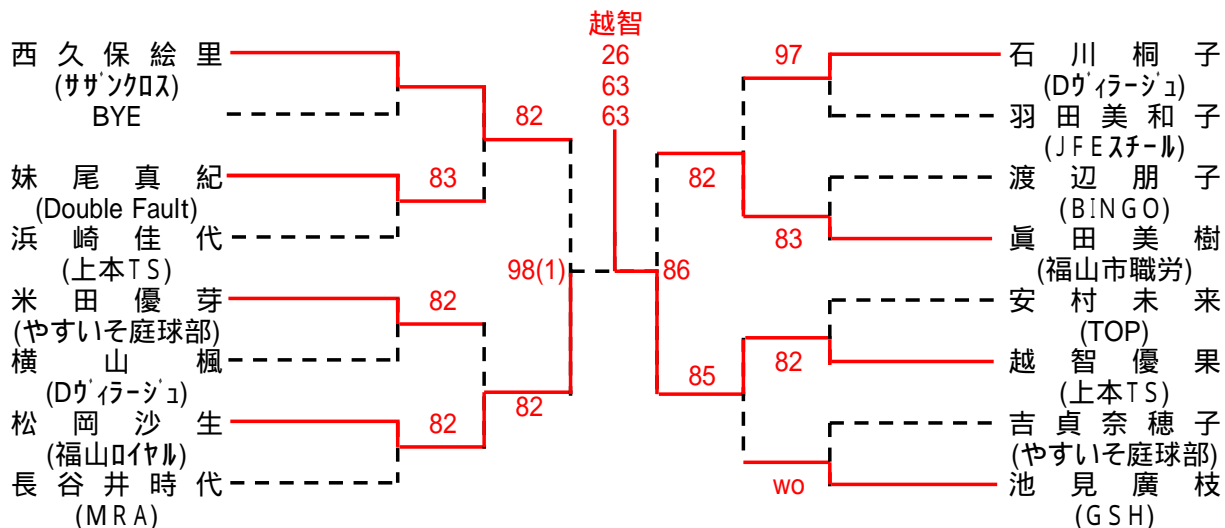 越智
26
63
63
西久保絵里
(サザンクロス)
BYE
82
妹尾真紀
(Double Fault)
83
浜崎佳代
(上本TS)
98(1)
米田優芽
(やすいそ庭球部)
82
横山楓
(Dヴィラージュ)
82
松岡沙生
(福山ロイヤル)
82
長谷井時代
(MRA)
97
石川桐子
(Dヴィラージュ)
羽田美和子
(JFEスチール)
82
渡辺朋子
(BINGO)
83
眞田美樹
(福山市職労)
86
安村未来
(TOP)
82
越智優果
(上本TS)
85
吉貞奈穂子
(やすいそ庭球部)
wo
池見廣枝
(GSH)